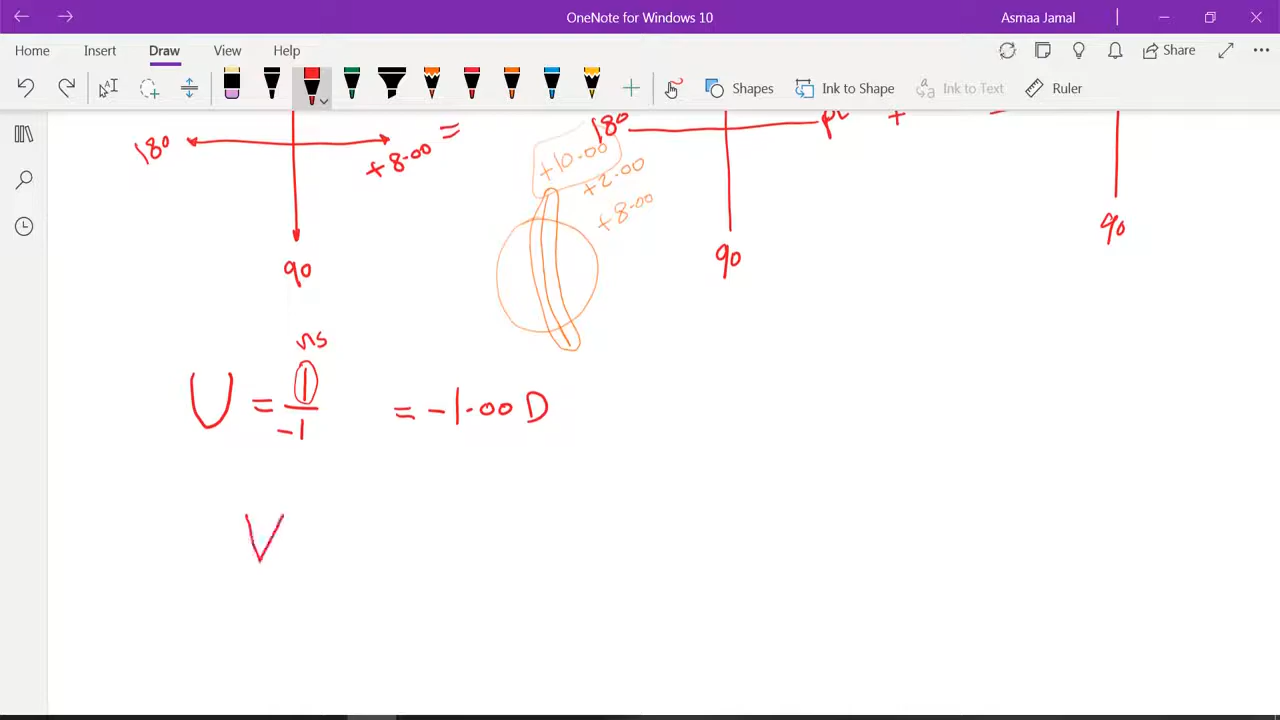 OneNote for Windows 10
Asmaa Jamal
Home Insert Draw View Help
Share
Shapes
Ink to Shape
Ink to Text
Ruler
180 +8.00 =
90
+10.00
+2.00
+8.00
180 +
90
90
ns
U = 1/-1 = -1.00 D
V